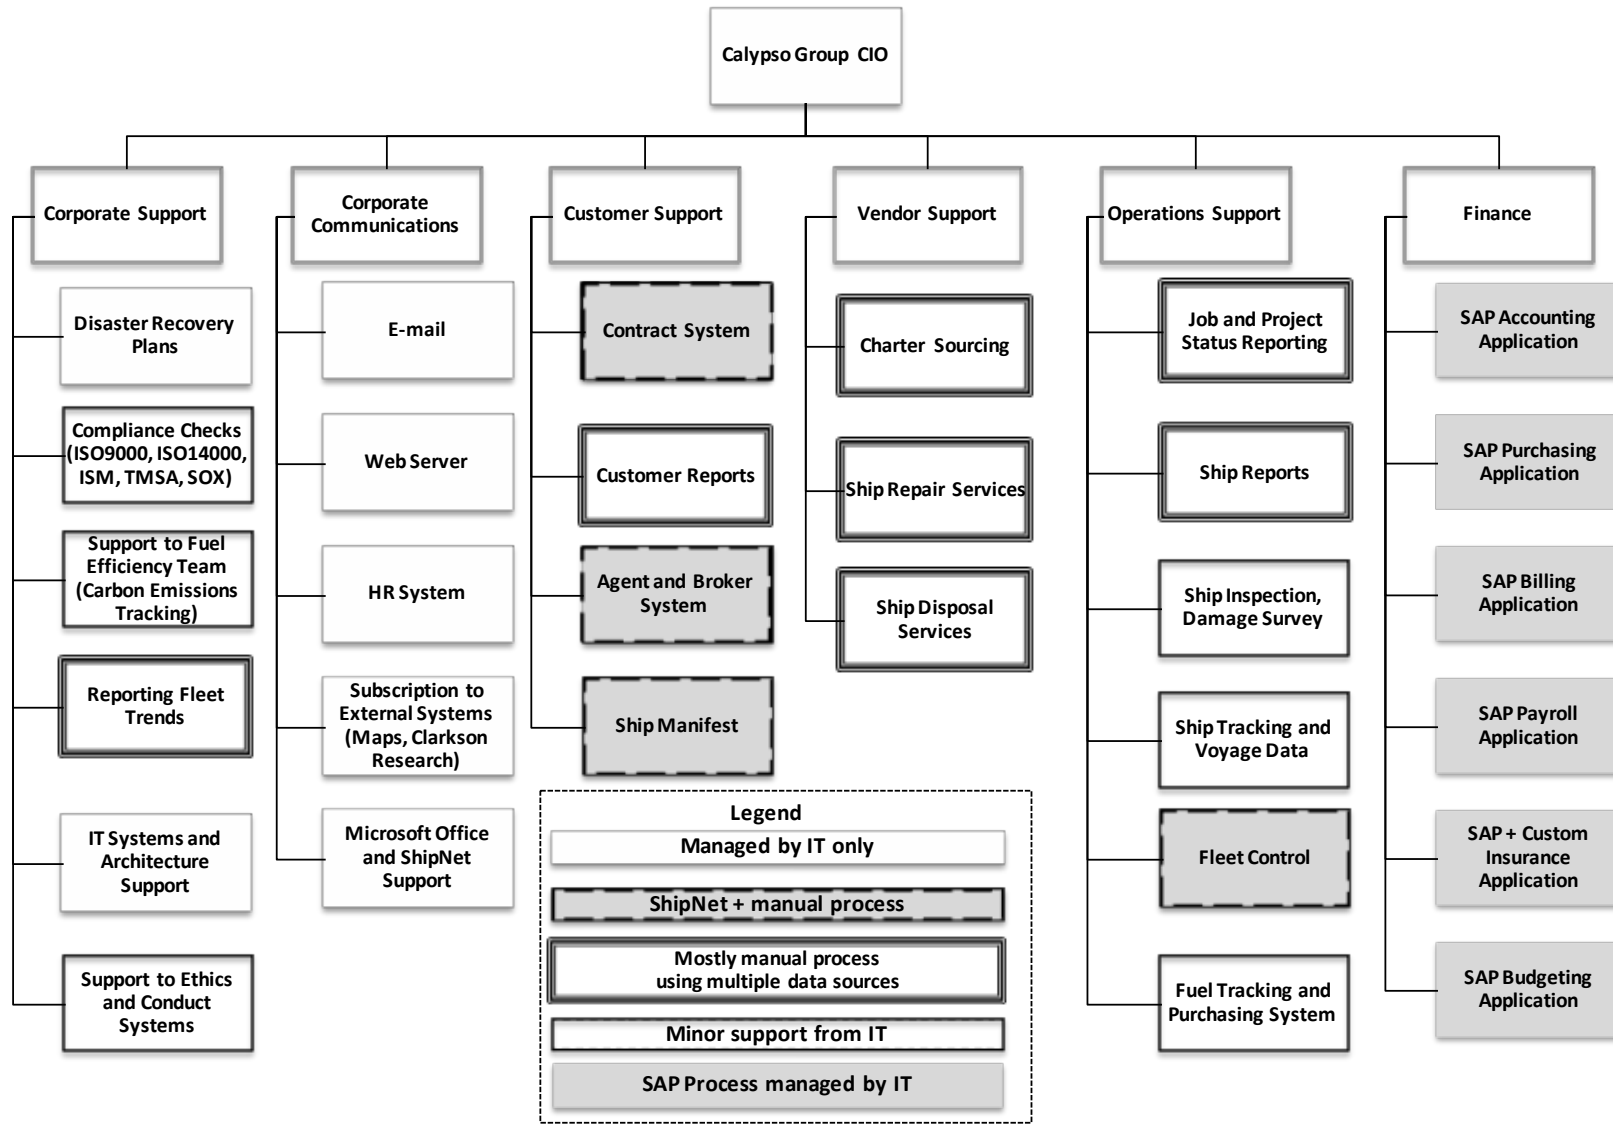 Calypso Group CIO
Corporate Support
Corporate
Communications
Customer Support
Vendor Support
Operations Support
Finance
Disaster Recovery
Plans
Compliance Checks
(ISO9000, ISO14000,
ISM, TMSA, SOX)
Support to Fuel
Efficiency Team
(Carbon Emissions
Tracking)
Reporting Fleet
Trends
IT Systems and
Architecture
Support
Support to Ethics
and Conduct
Systems
E-mail
Web Server
HR System
Subscription to
External Systems
(Maps, Clarkson
Research)
Microsoft Office
and ShipNet
Support
Contract System
Customer Reports
Agent and Broker
System
Ship Manifest
Charter Sourcing
Ship Repair Services
Ship Disposal
Services
Job and Project
Status Reporting
Ship Reports
Ship Inspection,
Damage Survey
Ship Tracking and
Voyage Data
Fleet Control
Fuel Tracking and
Purchasing System
SAP Accounting
Application
SAP Purchasing
Application
SAP Billing
Application
SAP Payroll
Application
SAP + Custom
Insurance
Application
SAP Budgeting
Application
Legend
Managed by IT only
ShipNet + manual process
Mostly manual process
using multiple data sources
Minor support from IT
SAP Process managed by IT